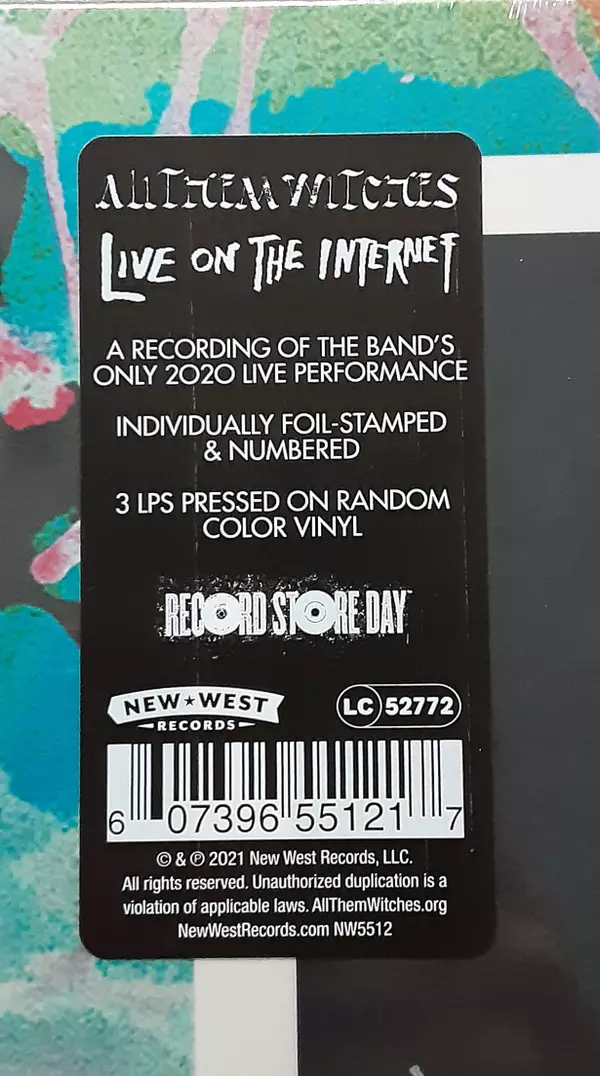 ALL THEM WITCHES
LIVE ON THE INTERNET
A RECORDING OF THE BAND'S
ONLY 2020 LIVE PERFORMANCE
INDIVIDUALLY FOIL-STAMPED
& NUMBERED
3 LPS PRESSED ON RANDOM
COLOR VINYL
RECORD STORE DAY
NEW★WEST
RECORDS
LC 52772
6 07396 55121 7
© & ℗ 2021 New West Records, LLC.
All rights reserved. Unauthorized duplication is a
violation of applicable laws. AllThemWitches.org
NewWestRecords.com NW5512